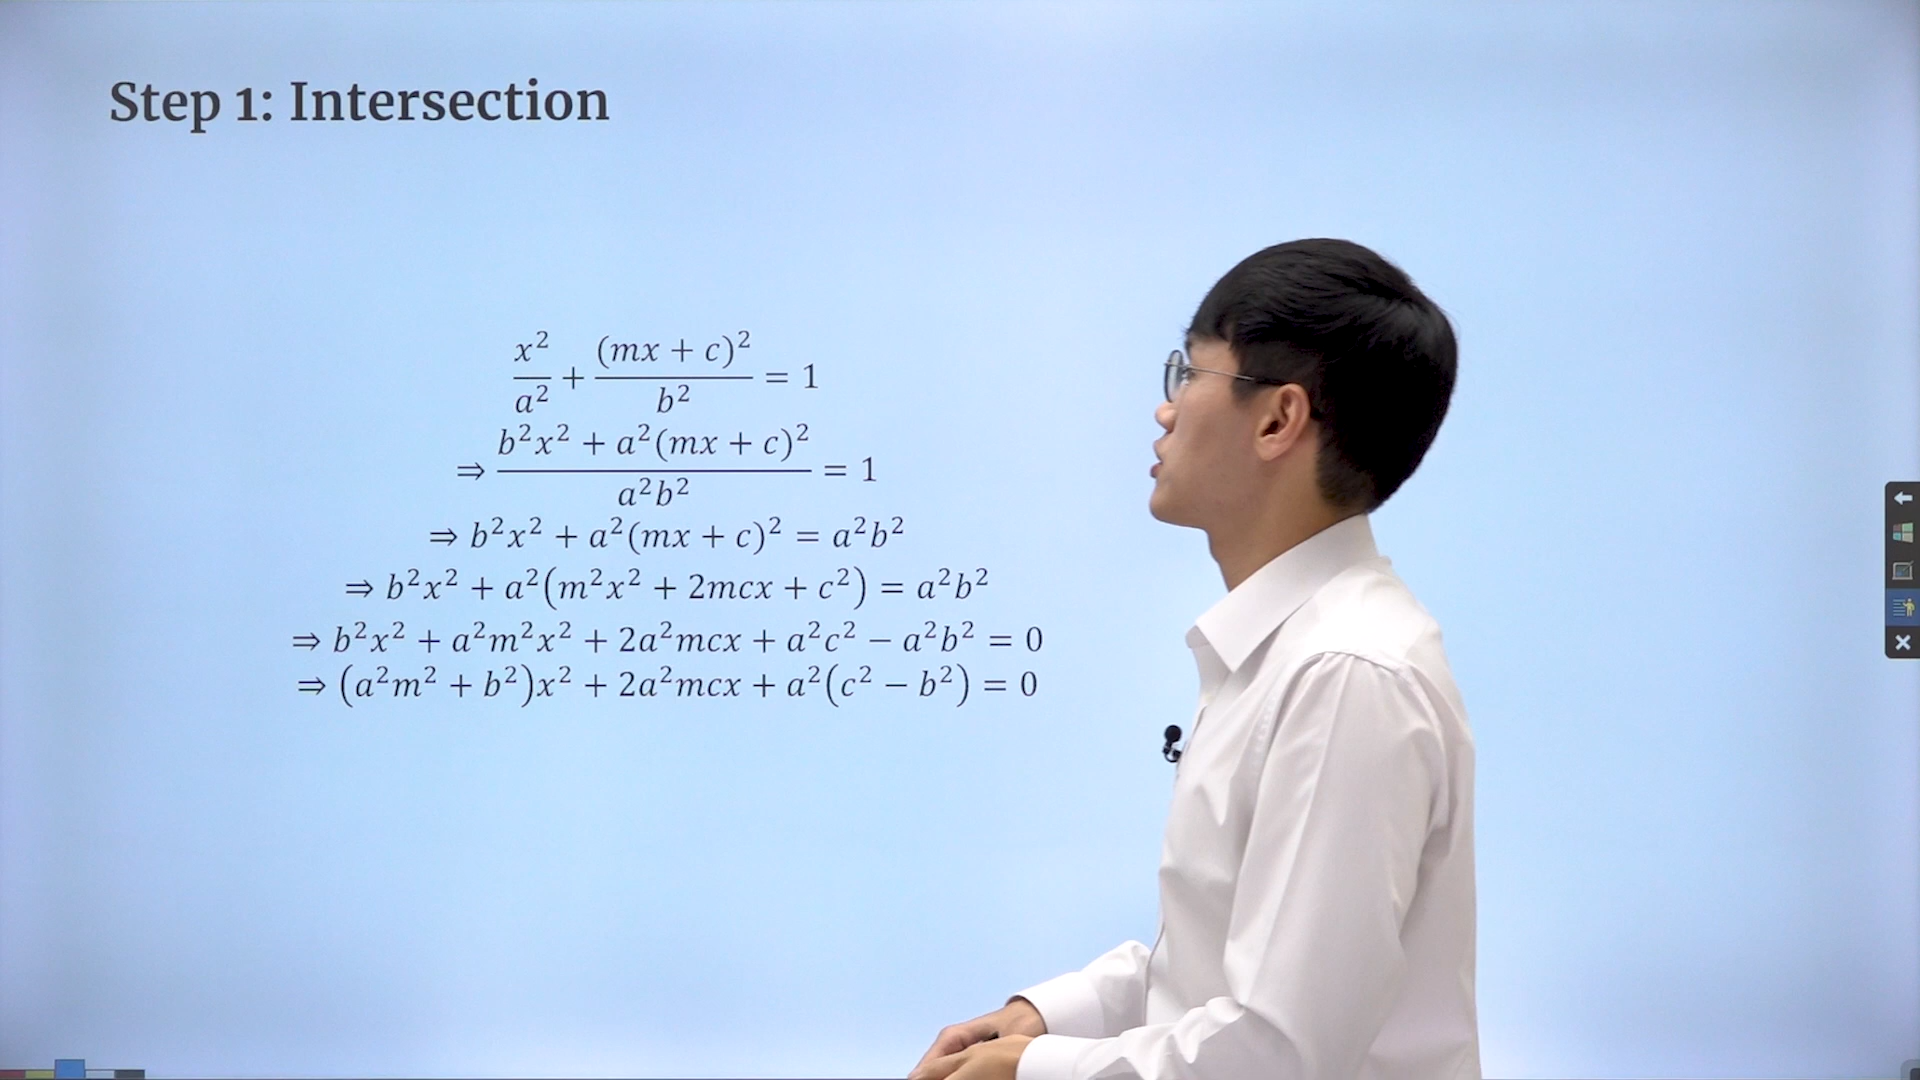 Step 1: Intersection
x²/a² + (mx + c)²/b² = 1
⇒ (b²x² + a²(mx + c)²)/(a²b²) = 1
⇒ b²x² + a²(mx + c)² = a²b²
⇒ b²x² + a²(m²x² + 2mcx + c²) = a²b²
⇒ b²x² + a²m²x² + 2a²mcx + a²c² − a²b² = 0
⇒ (a²m² + b²)x² + 2a²mcx + a²(c² − b²) = 0